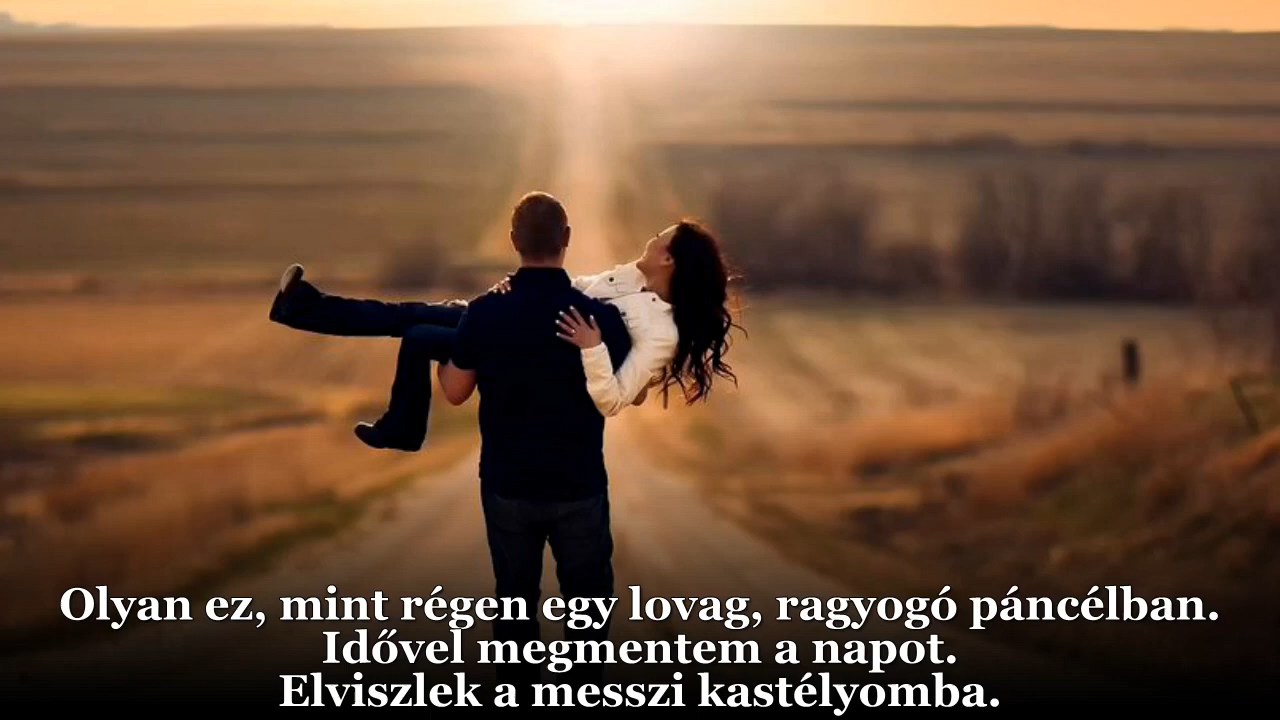 Olyan ez, mint régen egy lovag, ragyogó páncélban.
Idővel megmentem a napot.
Elviszlek a messzi kastélyomba.